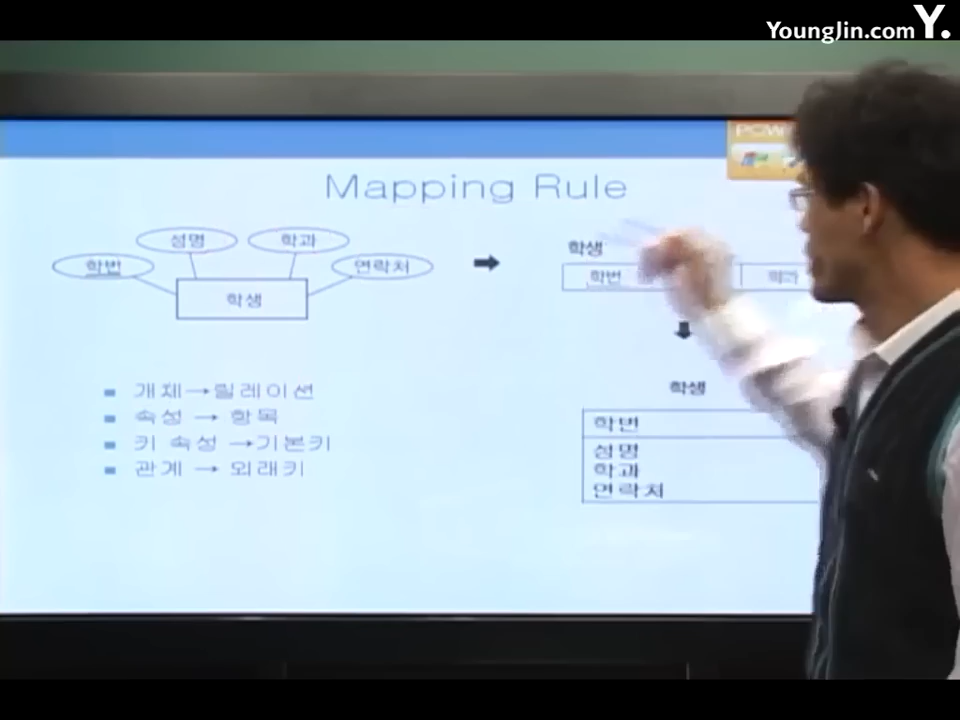 YoungJin.com Y.
Mapping Rule
성명
학과
학번
연락처
학생
학생
학번
학과
학생
학번
성명
학과
연락처
개체→릴레이션
속성 → 항목
키 속성 →기본키
관계 → 외래키